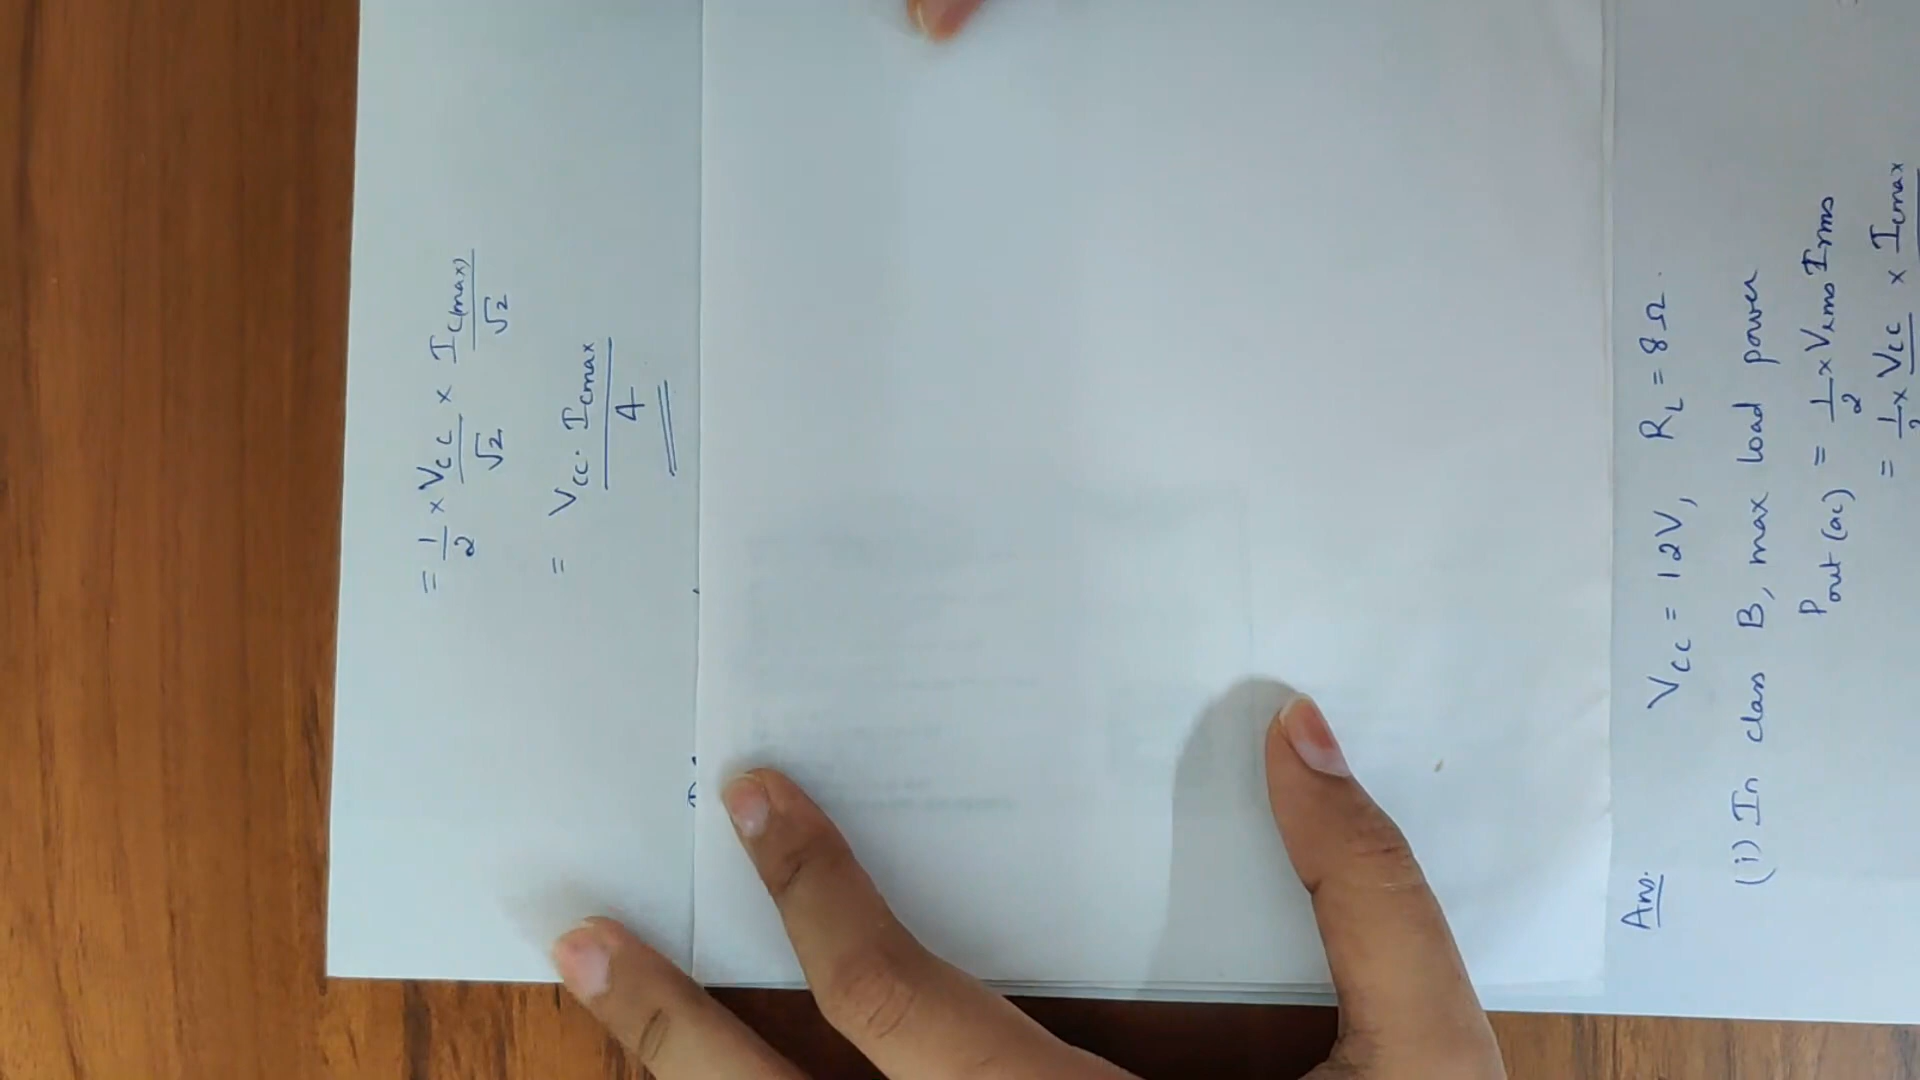 = 1/2 × VCC/√2 × IC(max)/√2
= VCC · ICmax / 4
Ans. VCC = 12V, RL = 8Ω.
(i) In class B, max load power
Pout (ac) = 1/2 × Vrms Irms
= 1/2 × VCC × ICmax